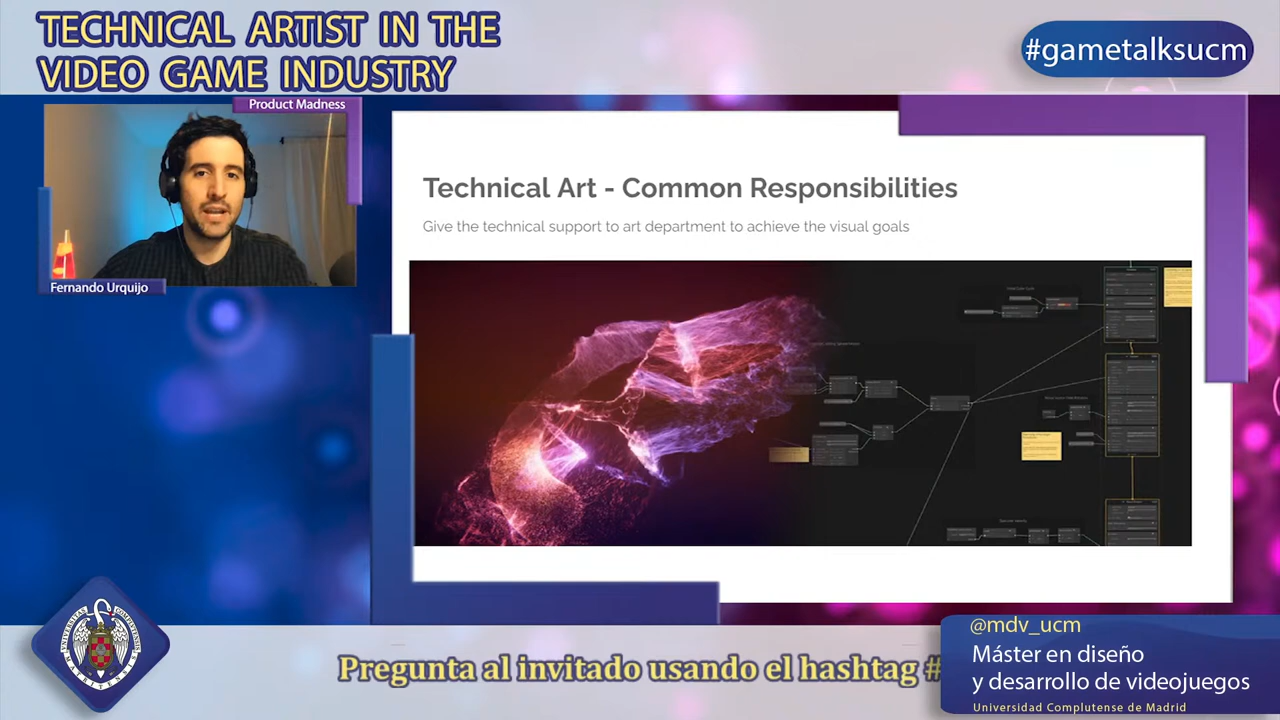 TECHNICAL ARTIST IN THE
VIDEO GAME INDUSTRY
#gametalksucm
Product Madness
Fernando Urquijo
Technical Art - Common Responsibilities
Give the technical support to art department to achieve the visual goals
Pregunta al invitado usando el hashtag #
@mdv_ucm
Máster en diseño
y desarrollo de videojuegos
Universidad Complutense de Madrid